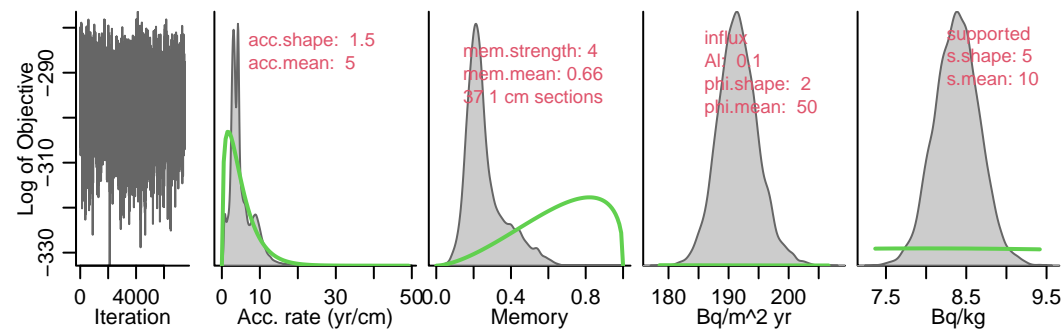 Log of Objective
−290
−310
−330
0
4000
Iteration
acc.shape: 1.5
acc.mean: 5
0
10
30
50
Acc. rate (yr/cm)
mem.strength: 4
mem.mean: 0.66
37 1 cm sections
0.0
0.4
0.8
Memory
influx
Al: 0.1
phi.shape: 2
phi.mean: 50
180
190
200
Bq/m^2 yr
supported
s.shape: 5
s.mean: 10
7.5
8.5
9.5
Bq/kg